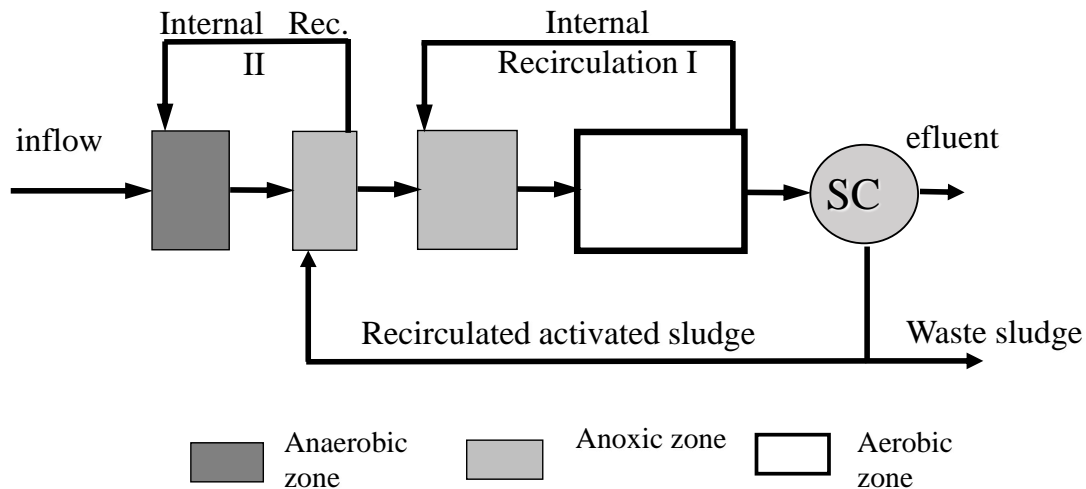 Internal Rec.
II
Internal
Recirculation I
inflow
efluent
SC
Recirculated activated sludge
Waste sludge
Anaerobic
zone
Anoxic zone
Aerobic
zone